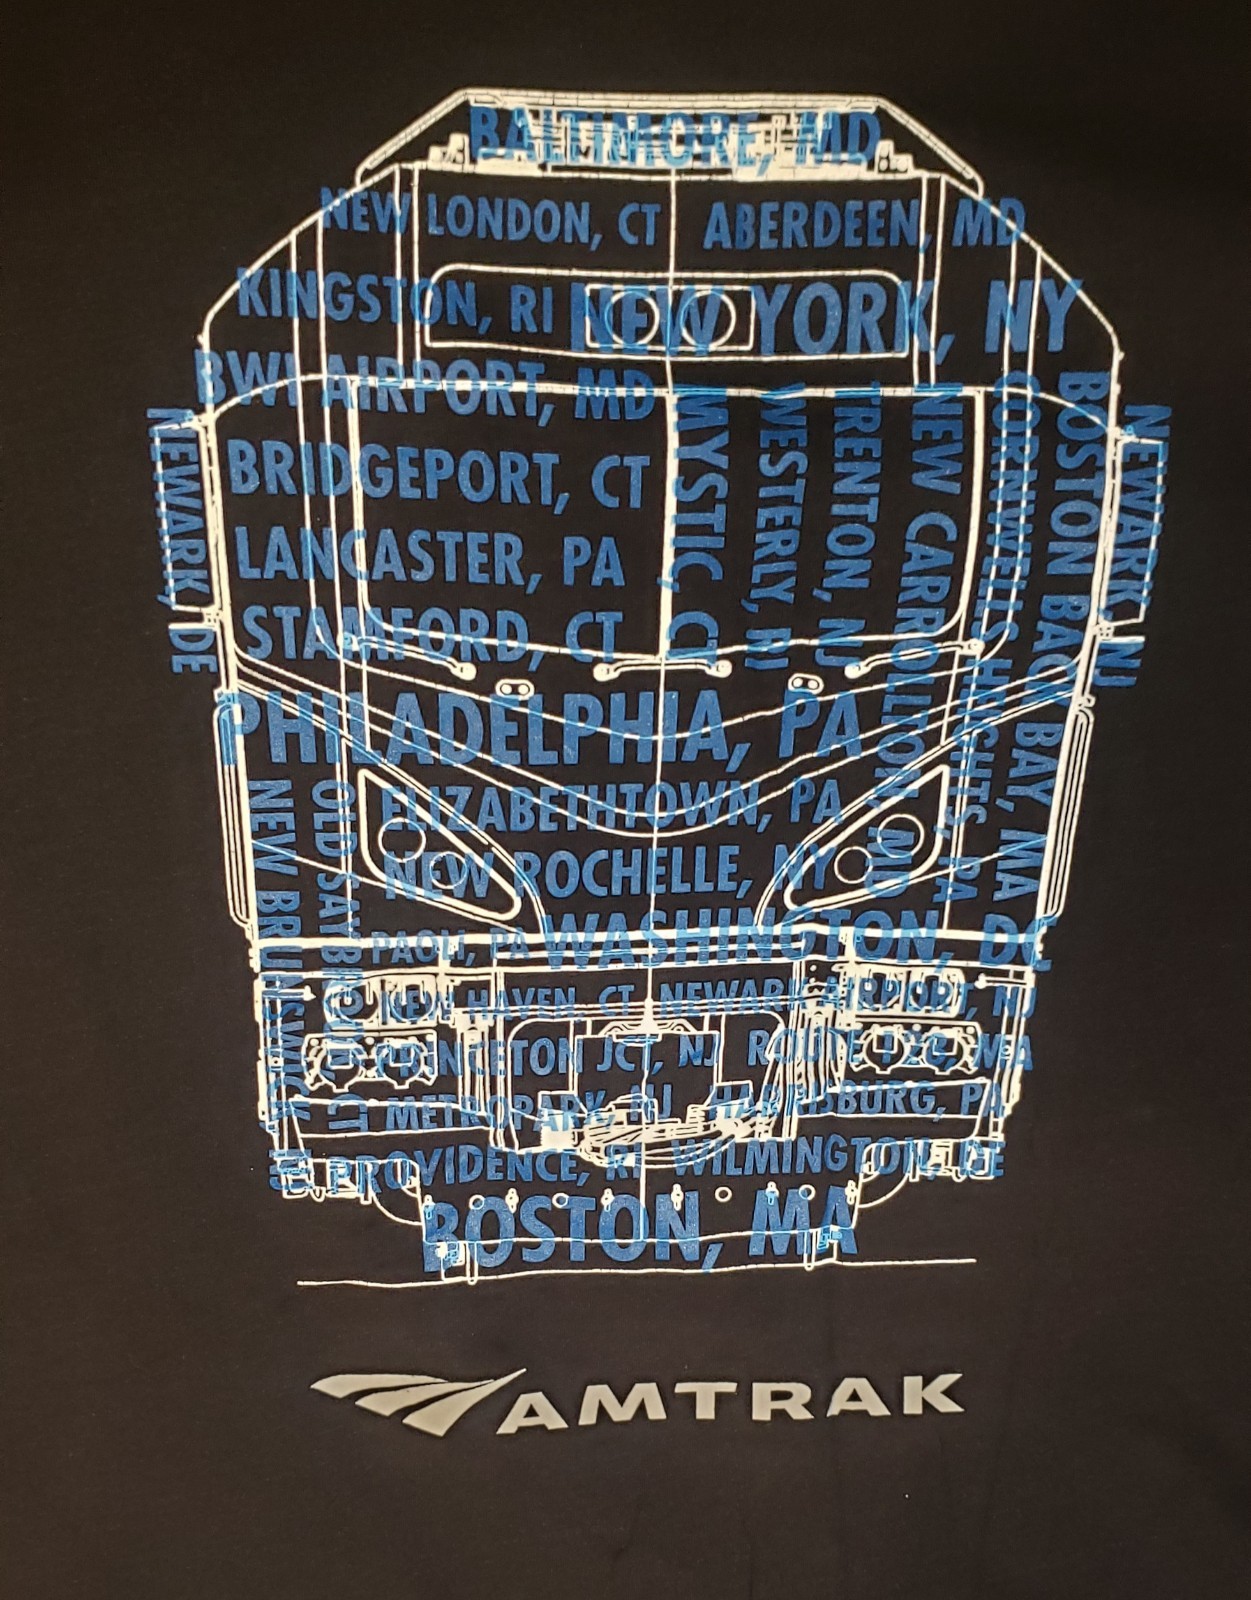 BALTIMORE, MD
NEW LONDON, CT
ABERDEEN, MD
KINGSTON, RI
NEW YORK, NY
BWI AIRPORT, MD
BRIDGEPORT, CT
LANCASTER, PA
STAMFORD, CT
MYSTIC, CT
WESTERLY, RI
TRENTON, NJ
NEW CARROLLTON, MD
CORNWELLS HEIGHTS, PA
BOSTON BACK BAY, MA
NEWARK, NJ
NEWARK, DE
PHILADELPHIA, PA
ELIZABETHTOWN, PA
NEW ROCHELLE, NY
NEW BRUNSWICK, NJ
OLD SAYBROOK, CT
PAOLI, PA
WASHINGTON, DC
NEW HAVEN, CT
NEWARK AIRPORT, NJ
PRINCETON JCT, NJ
ROUTE 128, MA
METROPARK, NJ
HARRISBURG, PA
PROVIDENCE, RI
WILMINGTON, DE
BOSTON, MA
AMTRAK